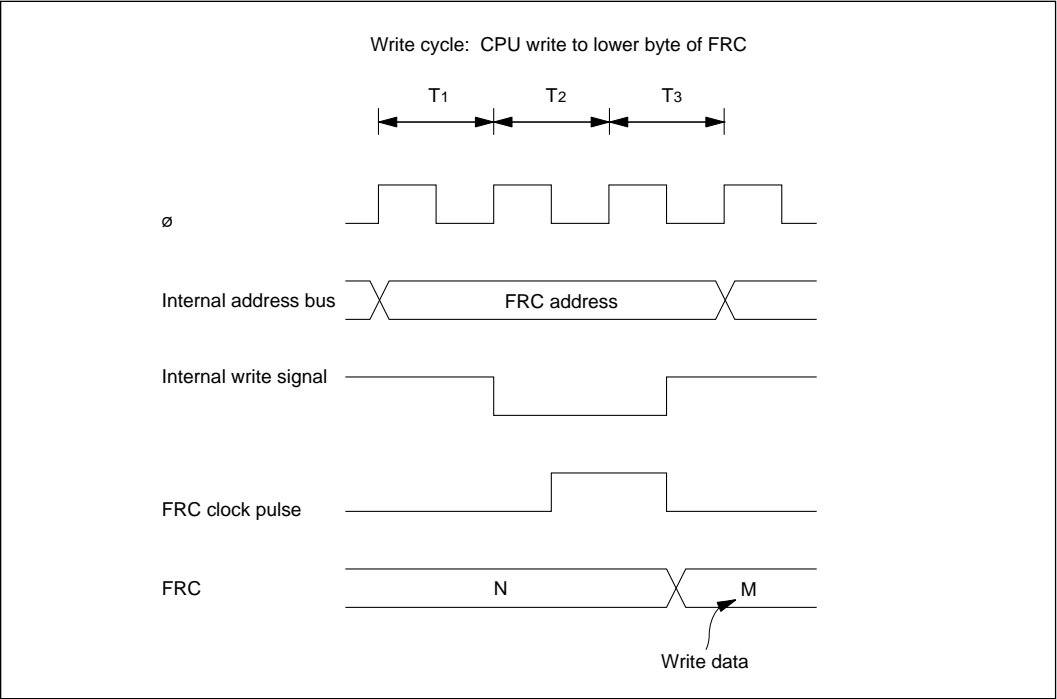 Write cycle: CPU write to lower byte of FRC
T1 T2 T3
ø
Internal address bus FRC address
Internal write signal
FRC clock pulse
FRC N M
Write data